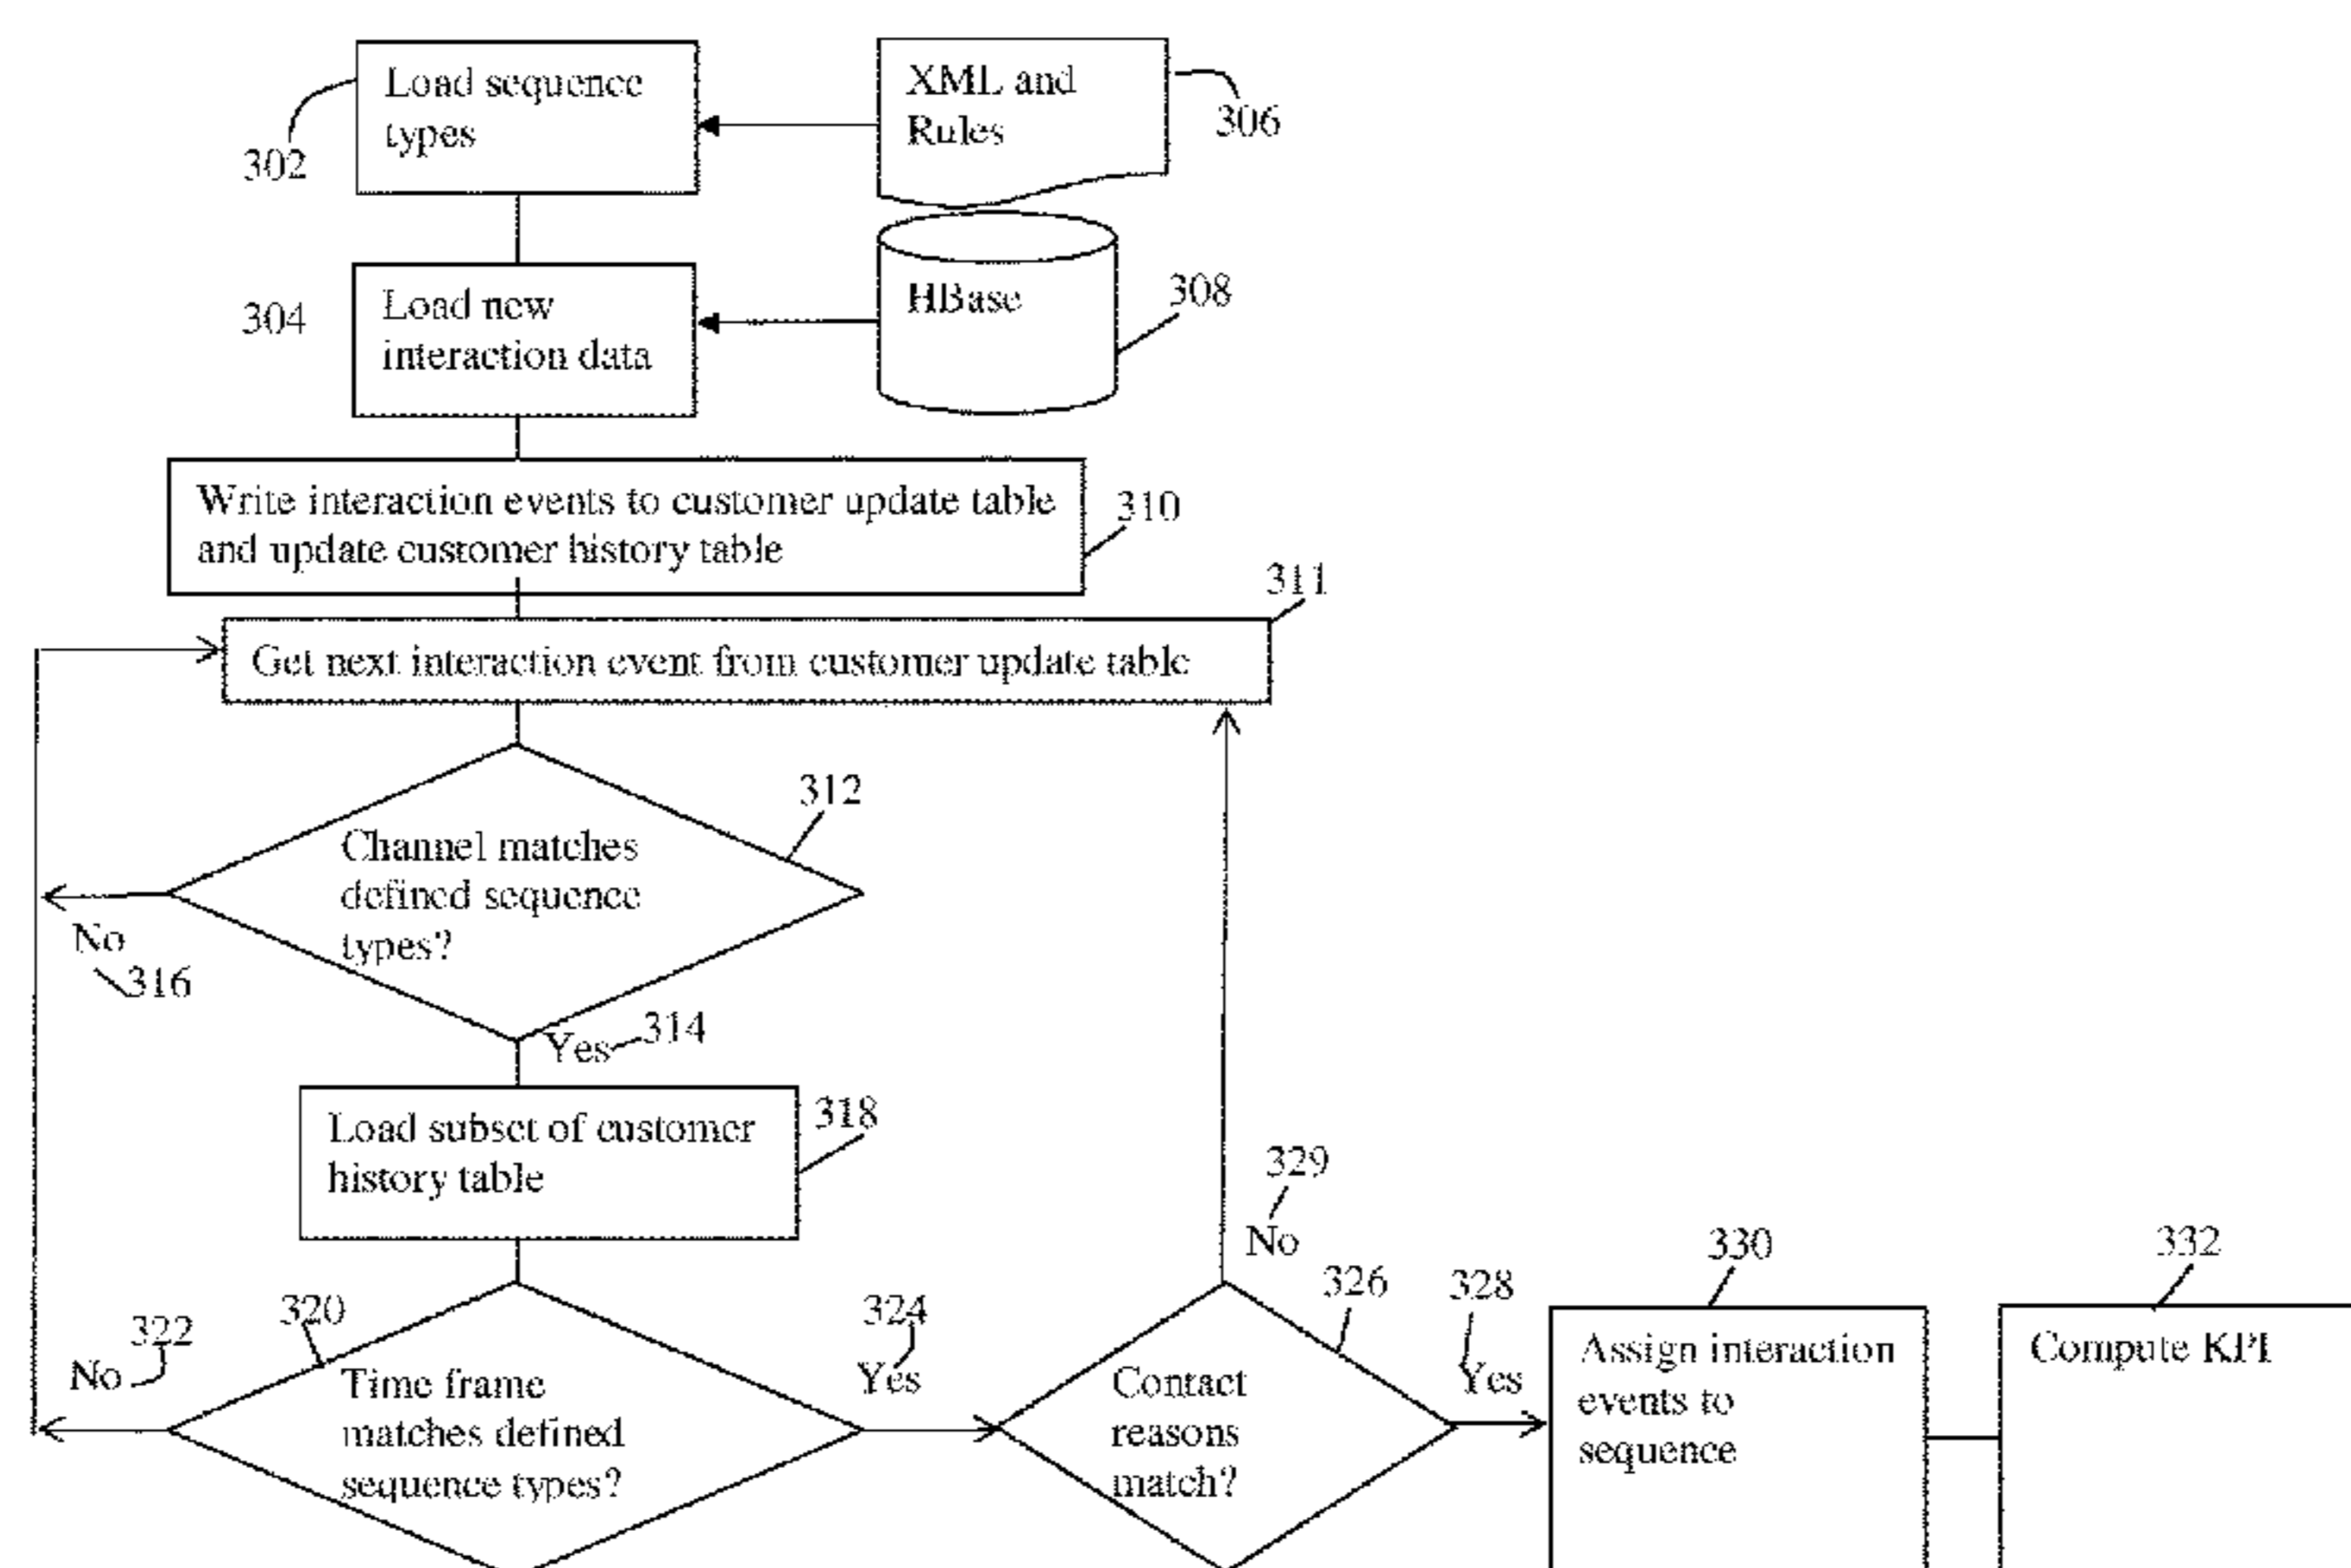 Load sequence
types
302
XML and
Rules
306
Load new
interaction data
304
HBase
308
Write interaction events to customer update table
and update customer history table
310
311
Get next interaction event from customer update table
312
Channel matches
defined sequence
types?
No
316
Yes
314
Load subset of customer
history table
318
329
No
320
322
No
Time frame
matches defined
sequence types?
324
Yes
326
Contact
reasons
match?
328
Yes
330
Assign interaction
events to
sequence
332
Compute KPI